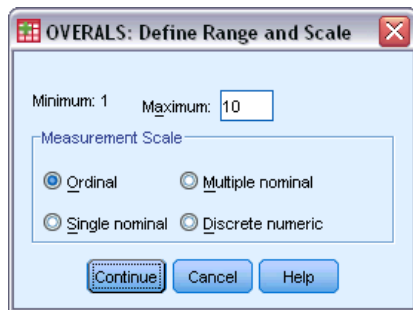 OVERALS: Define Range and Scale
Minimum: 1 Maximum: 10
Measurement Scale
Ordinal Multiple nominal
Single nominal Discrete numeric
Continue Cancel Help